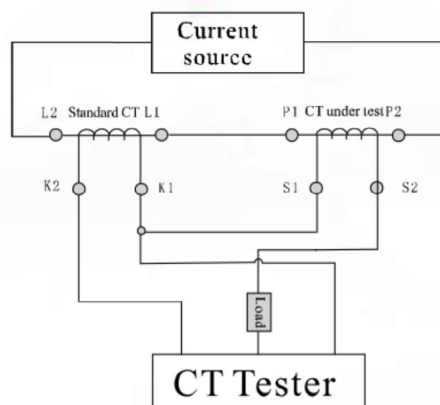 Current
source
L2 Standard CT L1 P1 CT under test P2
K2 K1 S1 S2
Load
CT Tester